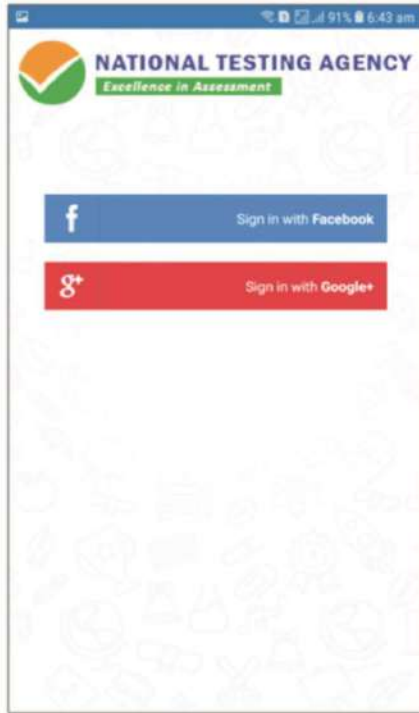 91% 6:43 am
NATIONAL TESTING AGENCY
Excellence in Assessment
f Sign in with Facebook
g+ Sign in with Google+